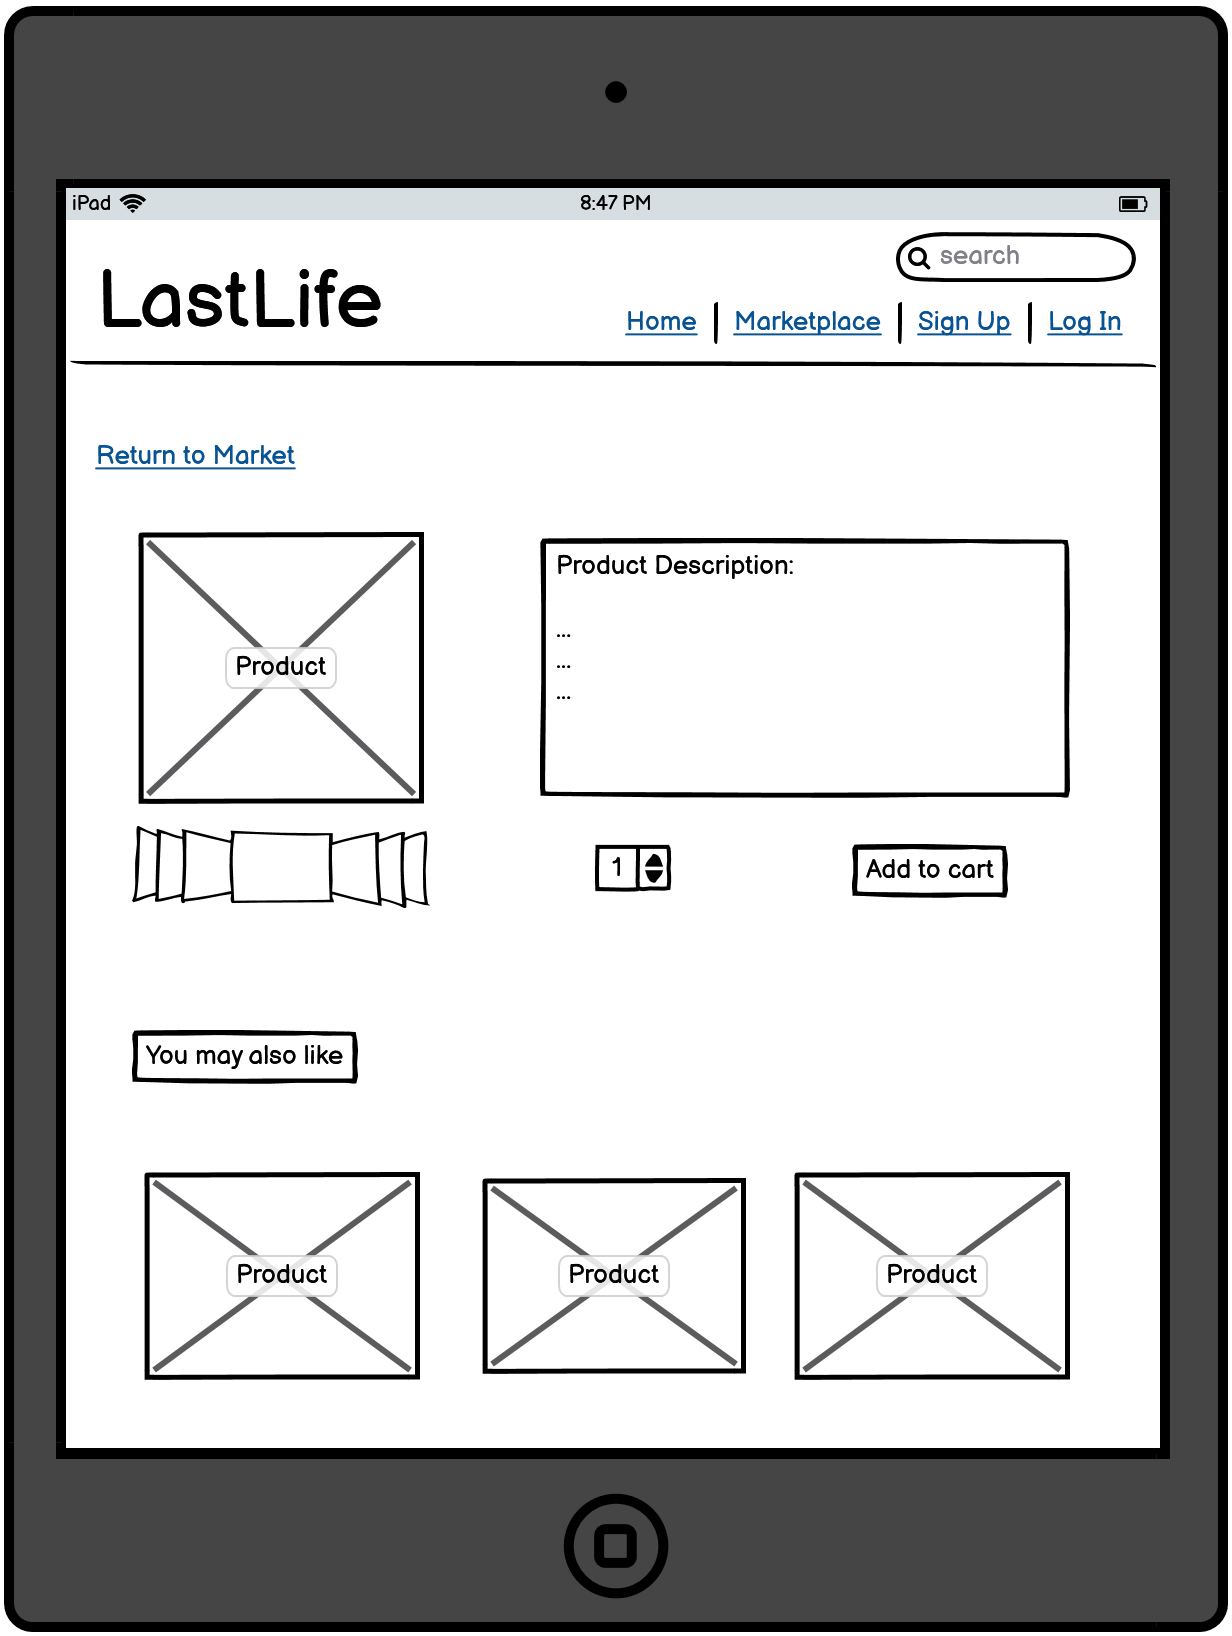 iPad 8:47 PM
search
LastLife
Home Marketplace Sign Up Log In
Return to Market
Product
Product Description:
...
...
...
1
Add to cart
You may also like
Product Product Product